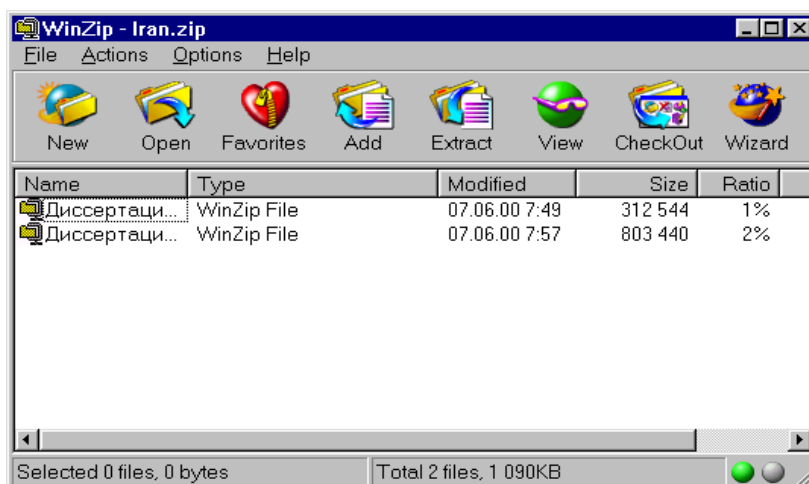 WinZip - Iran.zip
File Actions Options Help
New Open Favorites Add Extract View CheckOut Wizard
Name Type Modified Size Ratio
Диссертаци... WinZip File 07.06.00 7:49 312 544 1%
Диссертаци... WinZip File 07.06.00 7:57 803 440 2%
Selected 0 files, 0 bytes Total 2 files, 1 090KB